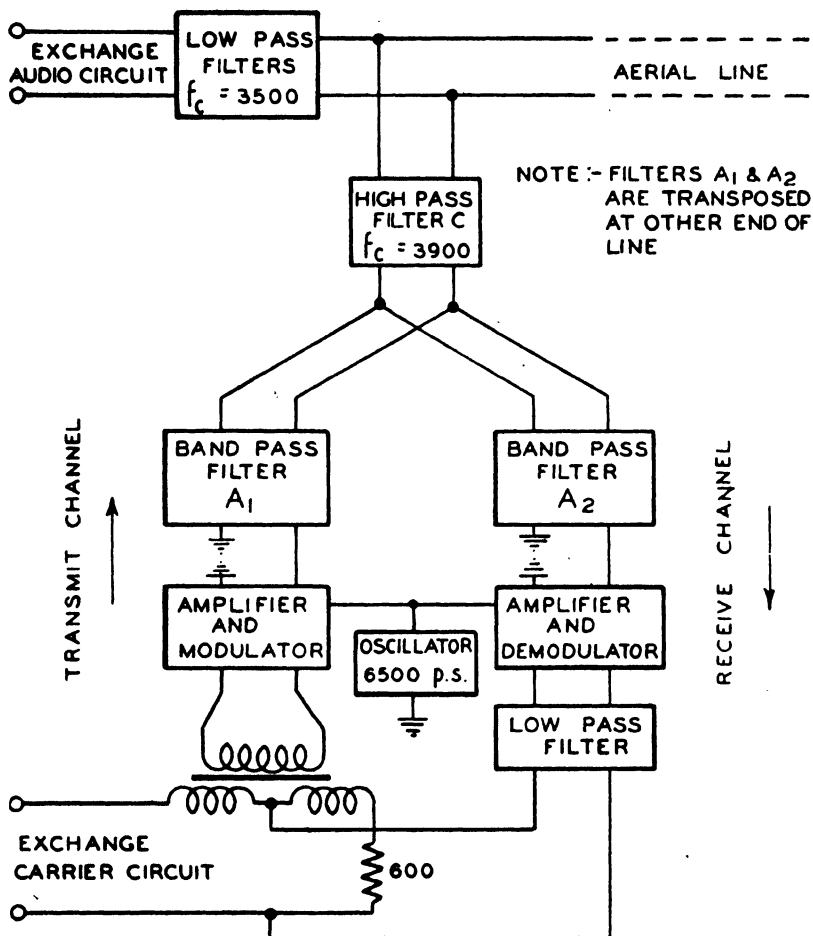 EXCHANGE
AUDIO CIRCUIT
LOW PASS
FILTERS
fc = 3500
AERIAL LINE
HIGH PASS
FILTER C
fc = 3900
NOTE:- FILTERS A1 & A2
ARE TRANSPOSED
AT OTHER END OF
LINE
TRANSMIT CHANNEL
BAND PASS
FILTER
A1
BAND PASS
FILTER
A2
RECEIVE CHANNEL
AMPLIFIER
AND
MODULATOR
OSCILLATOR
6500 p.s.
AMPLIFIER
AND
DEMODULATOR
LOW PASS
FILTER
EXCHANGE
CARRIER CIRCUIT
600